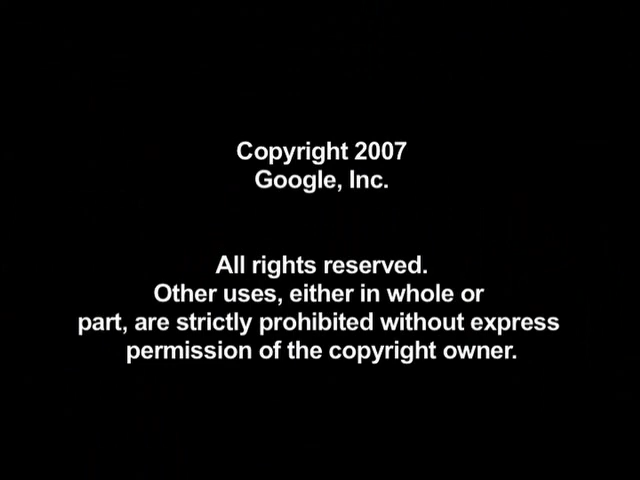 Copyright 2007
Google, Inc.
All rights reserved.
Other uses, either in whole or
part, are strictly prohibited without express
permission of the copyright owner.